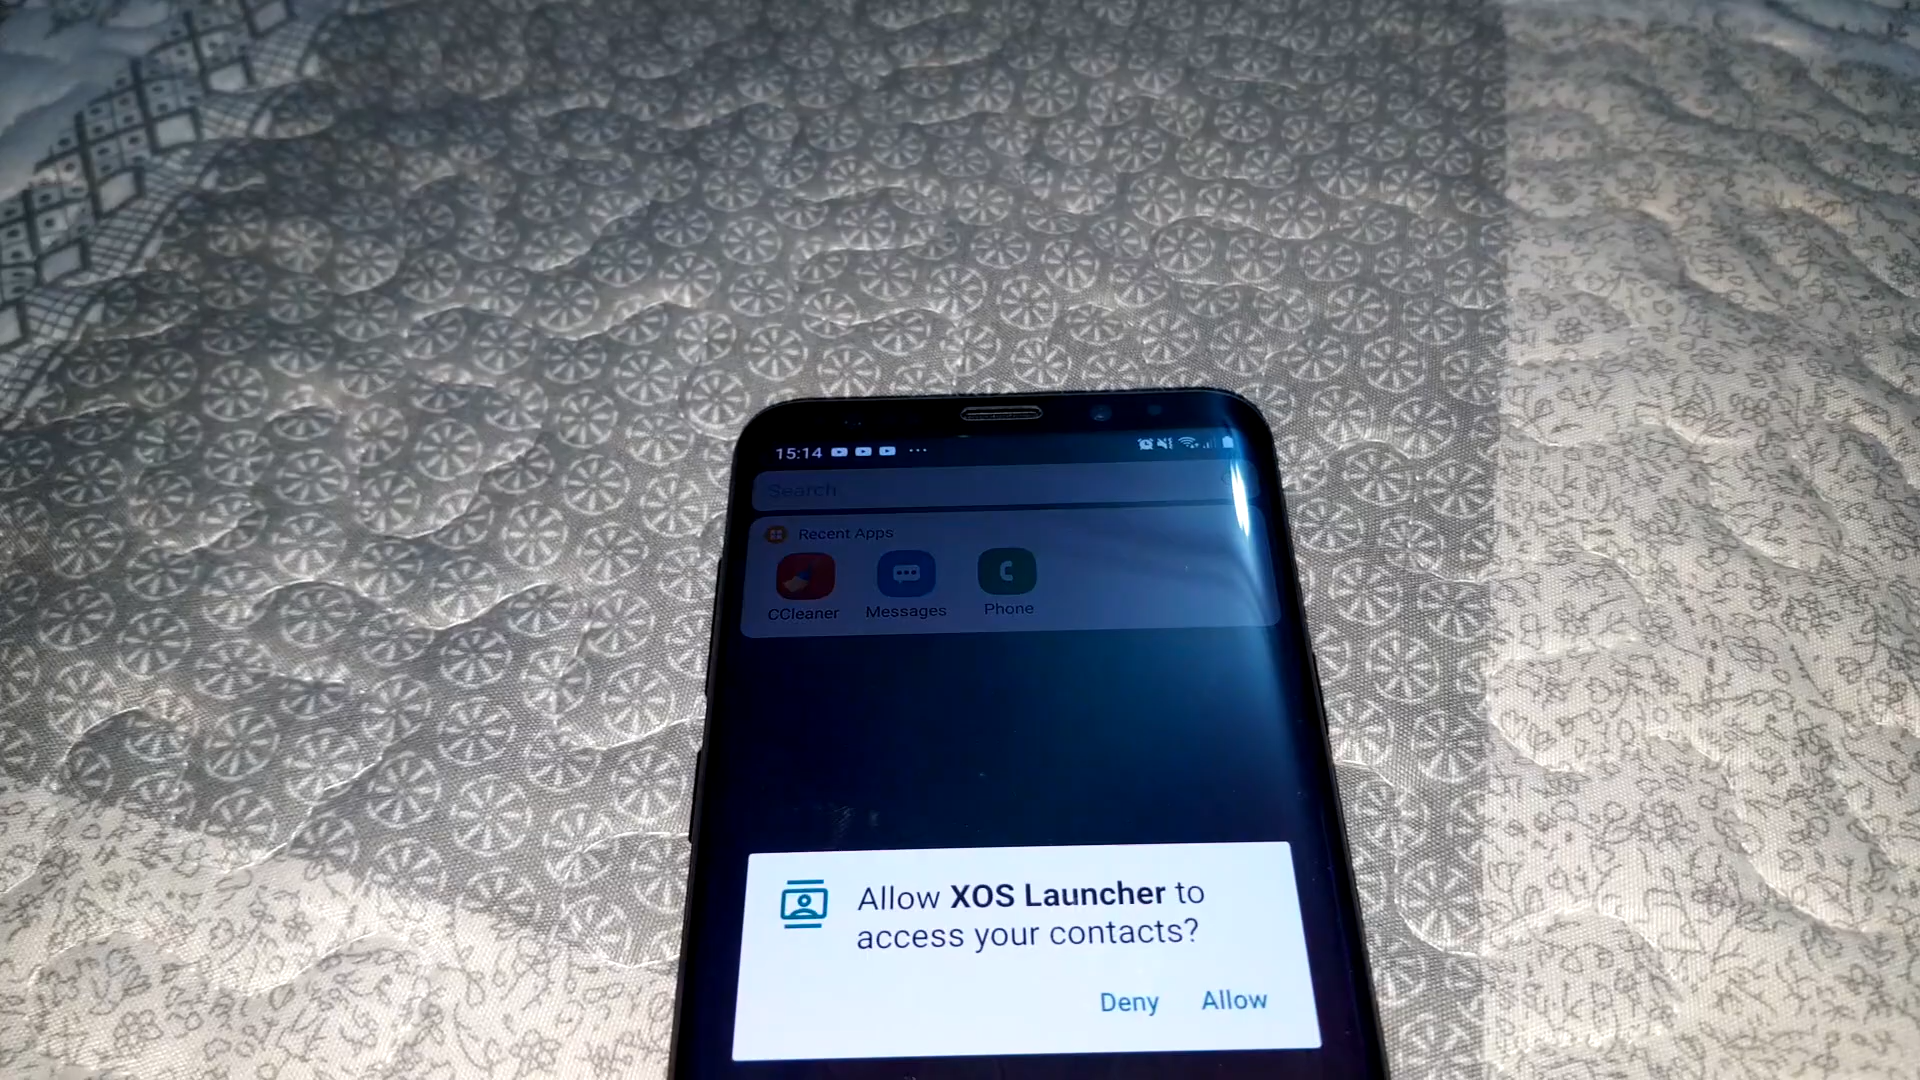 15:14
Search
Recent Apps
CCleaner Messages Phone
Allow XOS Launcher to
access your contacts?
Deny Allow